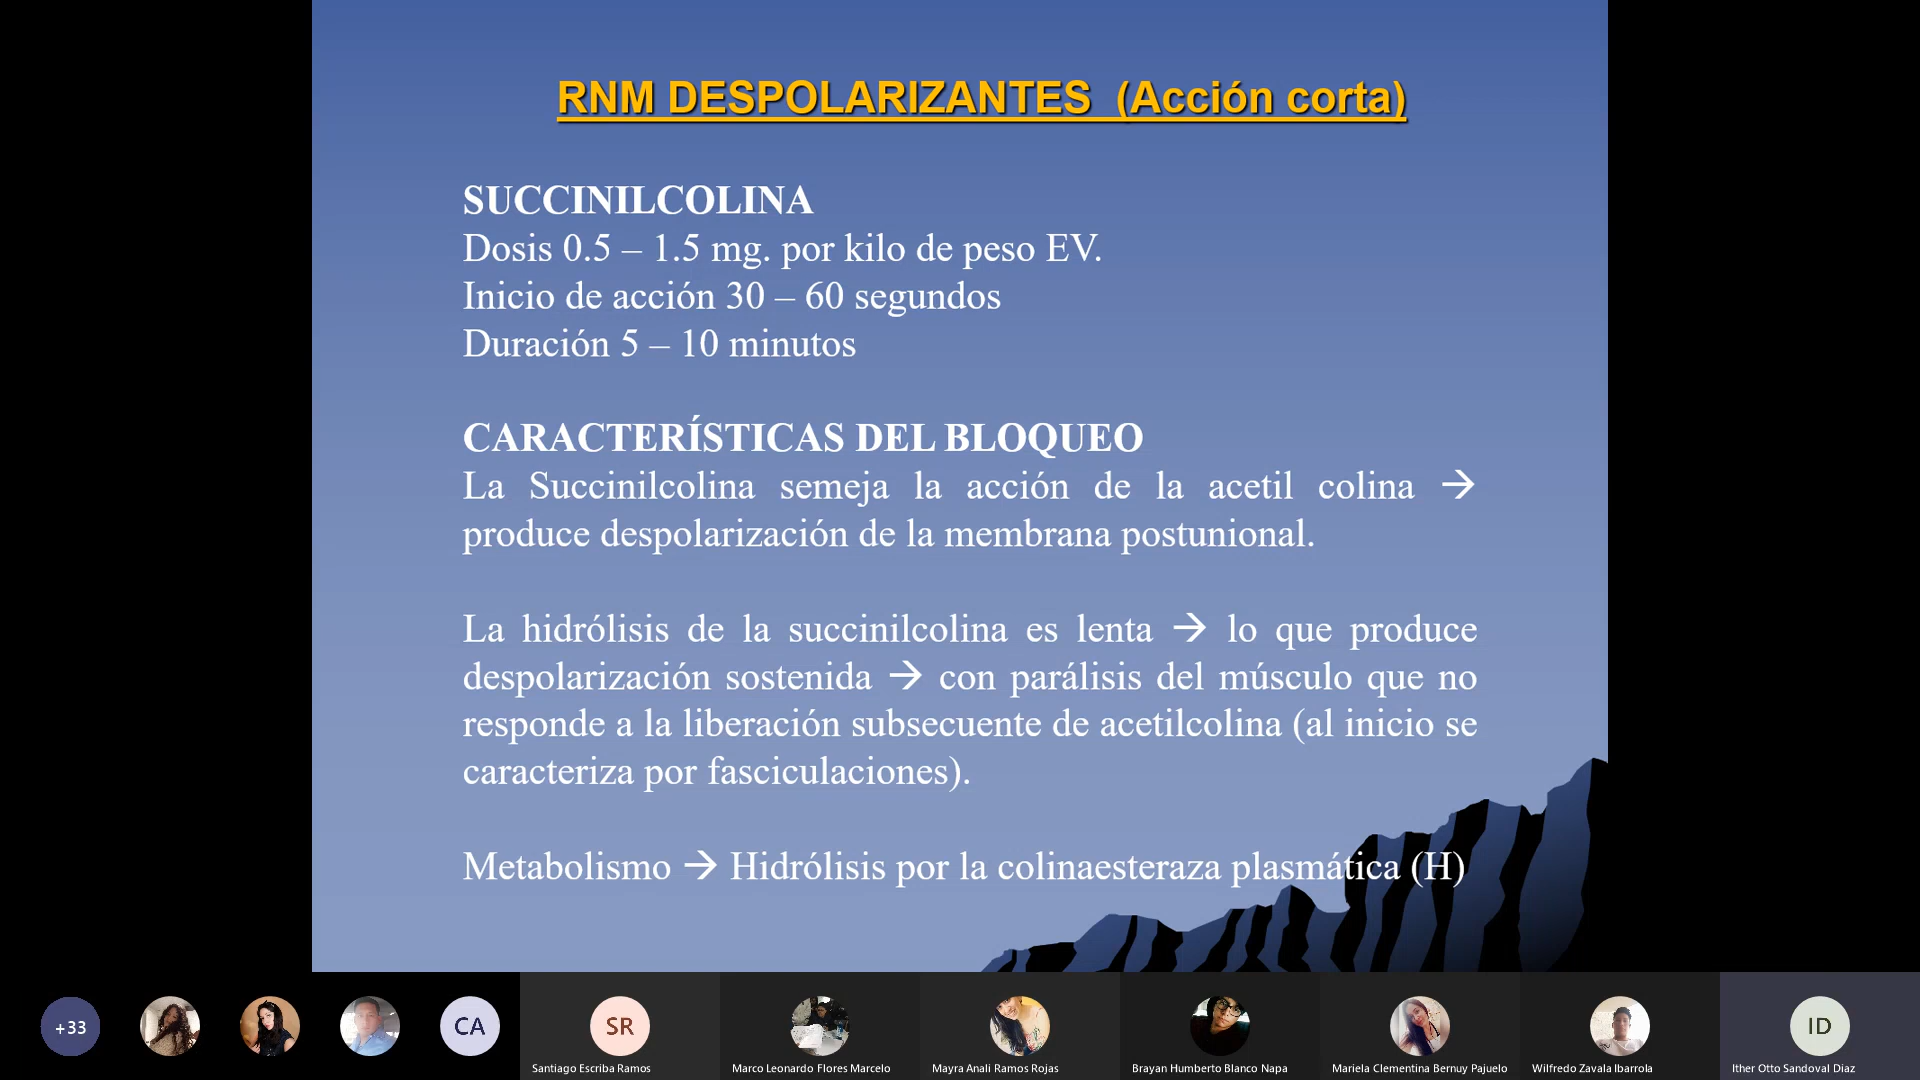 RNM DESPOLARIZANTES (Acción corta)
SUCCINILCOLINA
Dosis 0.5 – 1.5 mg. por kilo de peso EV.
Inicio de acción 30 – 60 segundos
Duración 5 – 10 minutos
CARACTERÍSTICAS DEL BLOQUEO
La Succinilcolina semeja la acción de la acetil colina →
produce despolarización de la membrana postunional.
La hidrólisis de la succinilcolina es lenta → lo que produce
despolarización sostenida → con parálisis del músculo que no
responde a la liberación subsecuente de acetilcolina (al inicio se
caracteriza por fasciculaciones).
Metabolismo → Hidrólisis por la colinaesteraza plasmática (H)
+33
CA
SR
ID
Santiago Escriba Ramos
Marco Leonardo Flores Marcelo
Mayra Anali Ramos Rojas
Brayan Humberto Blanco Napa
Mariela Clementina Bernuy Pajuelo
Wilfredo Zavala Ibarrola
Ither Otto Sandoval Diaz